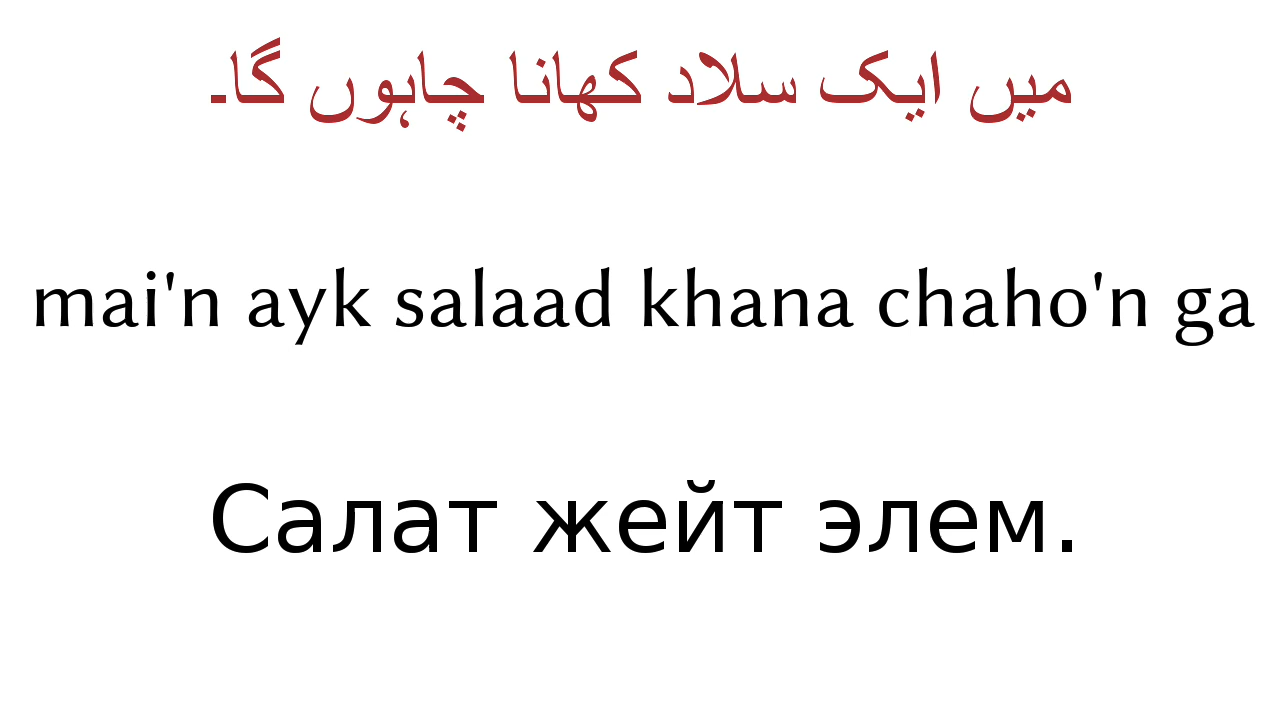 میں ایک سلاد کھانا چاہوں گا۔
mai'n ayk salaad khana chaho'n ga
Салат жейт элем.